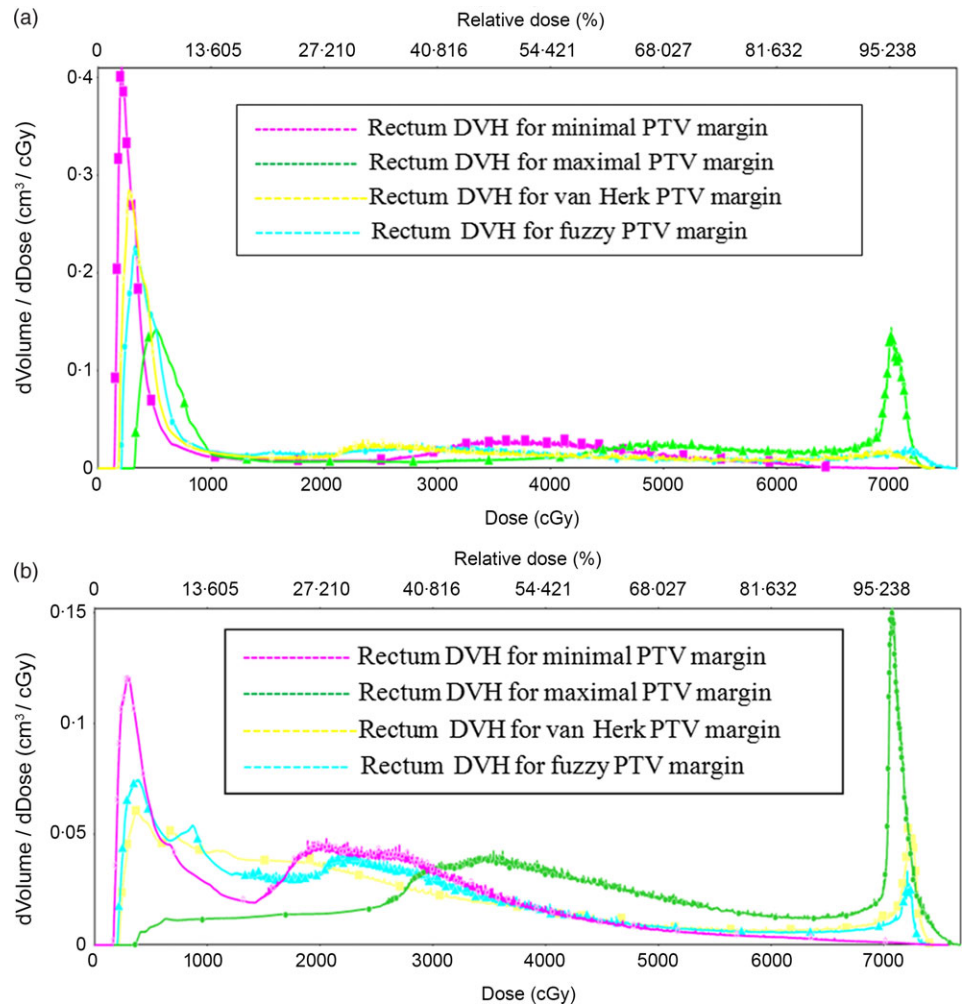 (a)
Relative dose (%)
0 13·605 27·210 40·816 54·421 68·027 81·632 95·238
0·4
0·3
0·2
0·1
0
dVolume / dDose (cm³ / cGy)
Rectum DVH for minimal PTV margin
Rectum DVH for maximal PTV margin
Rectum DVH for van Herk PTV margin
Rectum DVH for fuzzy PTV margin
0 1000 2000 3000 4000 5000 6000 7000
Dose (cGy)
(b)
Relative dose (%)
0 13·605 27·210 40·816 54·421 68·027 81·632 95·238
0·15
0·1
0·05
0
dVolume / dDose (cm³ / cGy)
Rectum DVH for minimal PTV margin
Rectum DVH for maximal PTV margin
Rectum DVH for van Herk PTV margin
Rectum DVH for fuzzy PTV margin
0 1000 2000 3000 4000 5000 6000 7000
Dose (cGy)